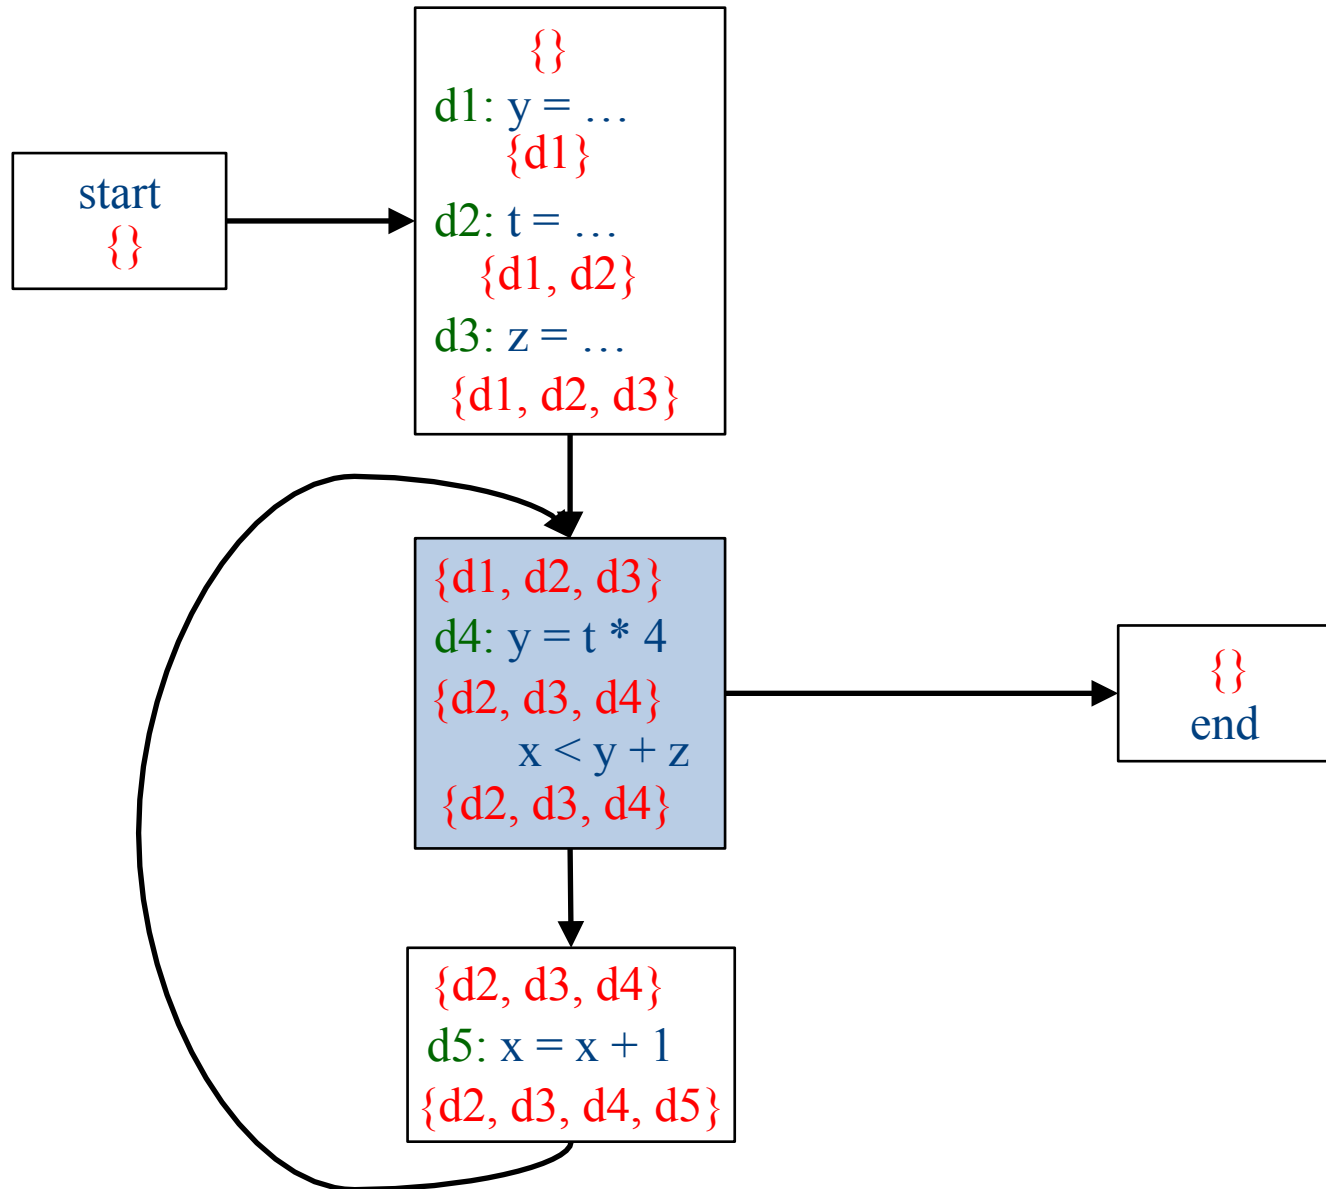 start
{}
{}
d1: y = …
{d1}
d2: t = …
{d1, d2}
d3: z = …
{d1, d2, d3}
{d1, d2, d3}
d4: y = t * 4
{d2, d3, d4}
x < y + z
{d2, d3, d4}
{}
end
{d2, d3, d4}
d5: x = x + 1
{d2, d3, d4, d5}